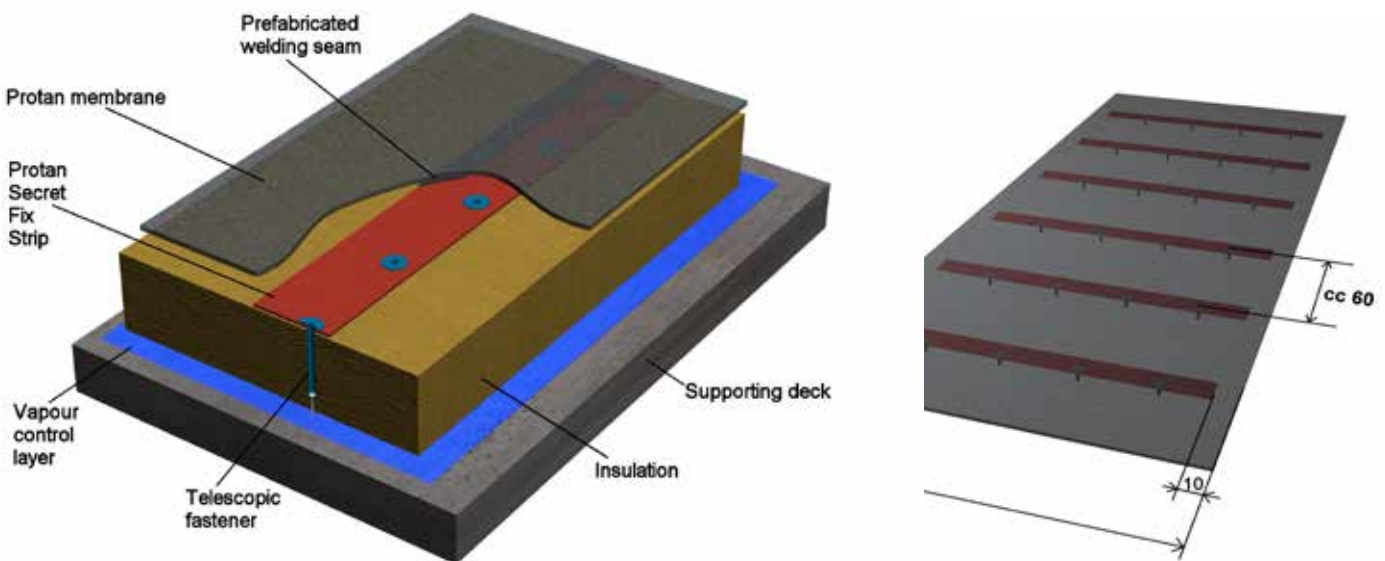 Prefabricated
welding seam
Protan membrane
Protan
Secret
Fix
Strip
Vapour
control
layer
Telescopic
fastener
Insulation
Supporting deck
cc 60
10